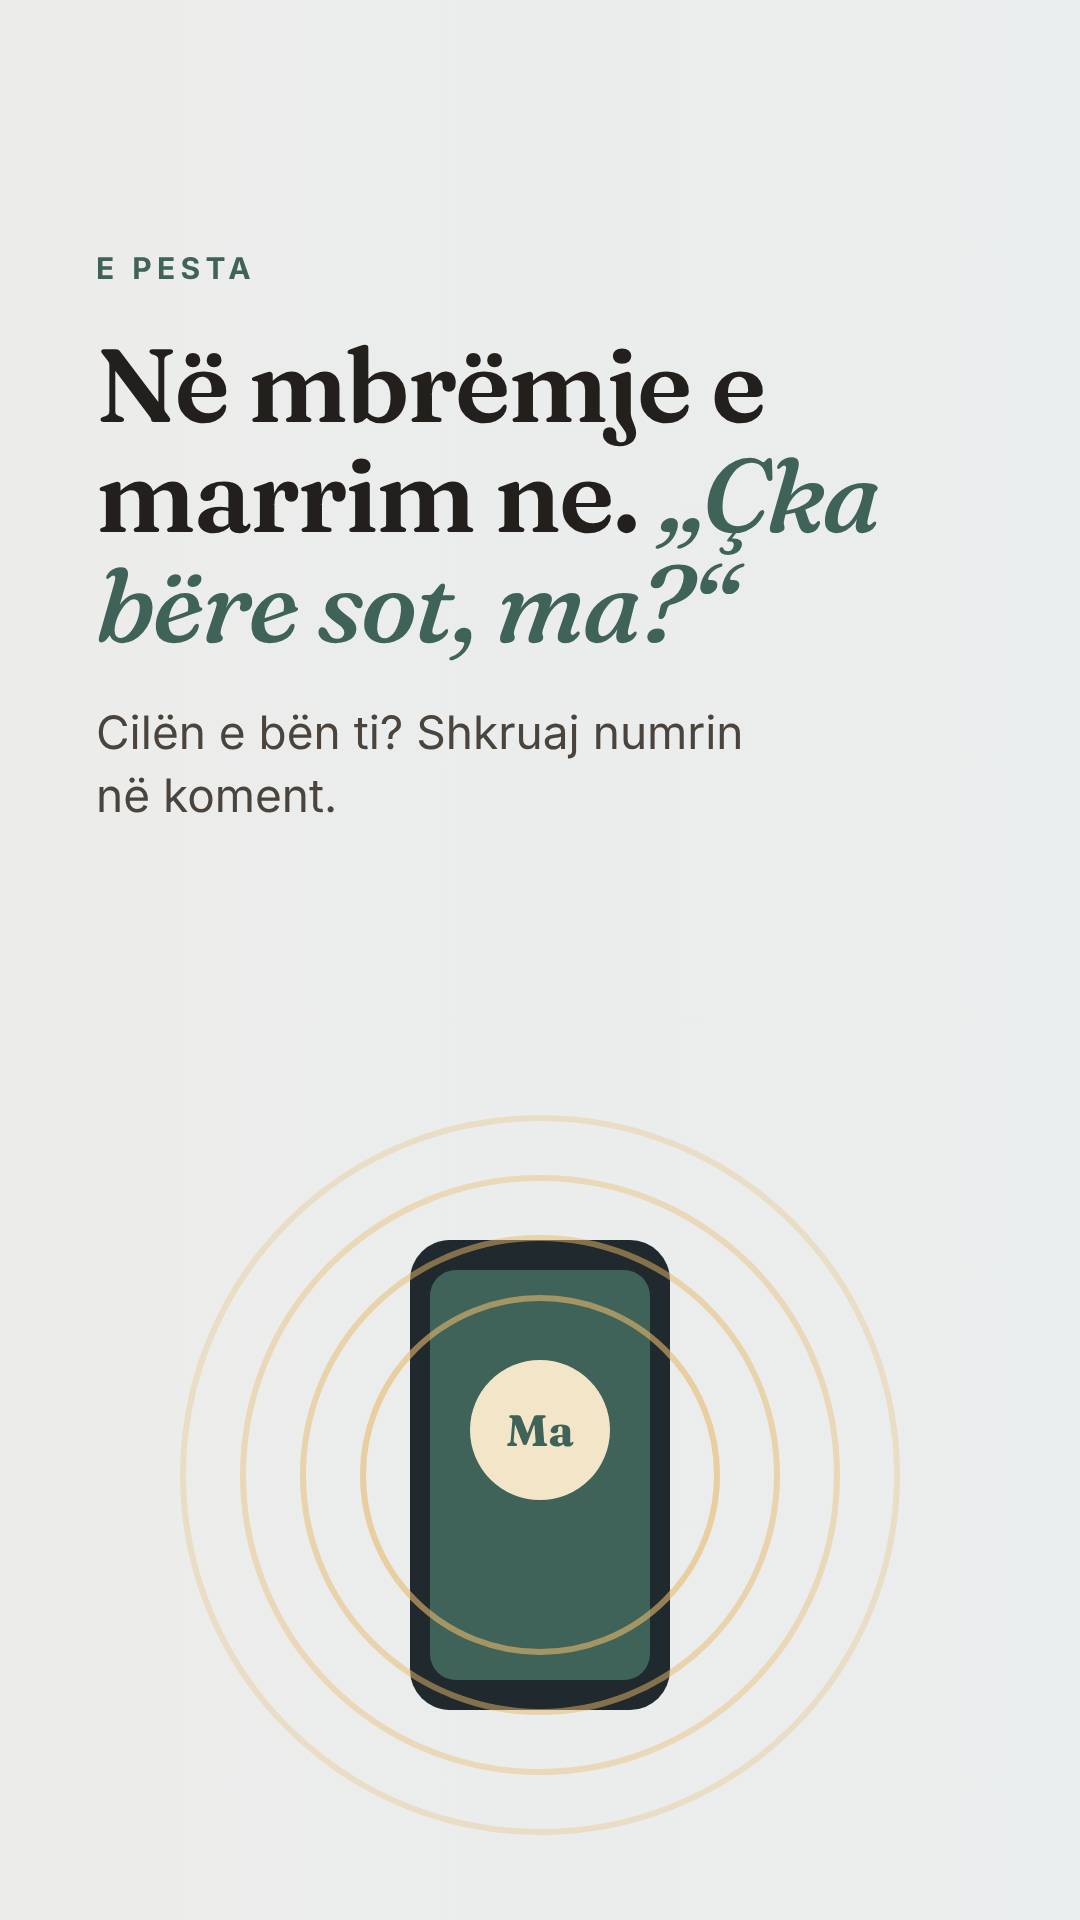 E PESTA
Në mbrëmje e
marrim ne. „Çka
bëre sot, ma?“
Cilën e bën ti? Shkruaj numrin
në koment.
Ma